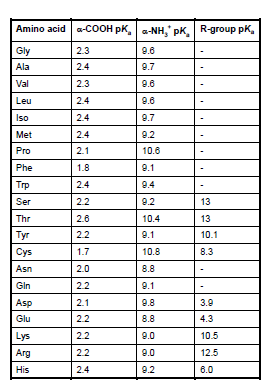 Amino acid α-COOH pKa α-NH3+ pKa R-group pKa
Gly 2.3 9.6 -
Ala 2.4 9.7 -
Val 2.3 9.6 -
Leu 2.4 9.6 -
Iso 2.4 9.7 -
Met 2.4 9.2 -
Pro 2.1 10.6 -
Phe 1.8 9.1 -
Trp 2.4 9.4 -
Ser 2.2 9.2 13
Thr 2.6 10.4 13
Tyr 2.2 9.1 10.1
Cys 1.7 10.8 8.3
Asn 2.0 8.8 -
Gln 2.2 9.1 -
Asp 2.1 9.8 3.9
Glu 2.2 8.8 4.3
Lys 2.2 9.0 10.5
Arg 2.2 9.0 12.5
His 2.4 9.2 6.0